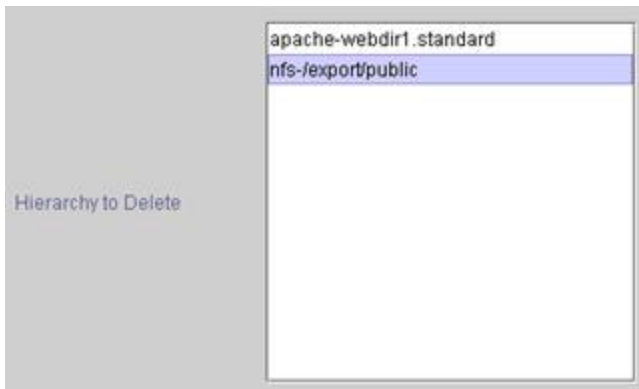 apache-webdir1.standard
nfs-/export/public
Hierarchy to Delete